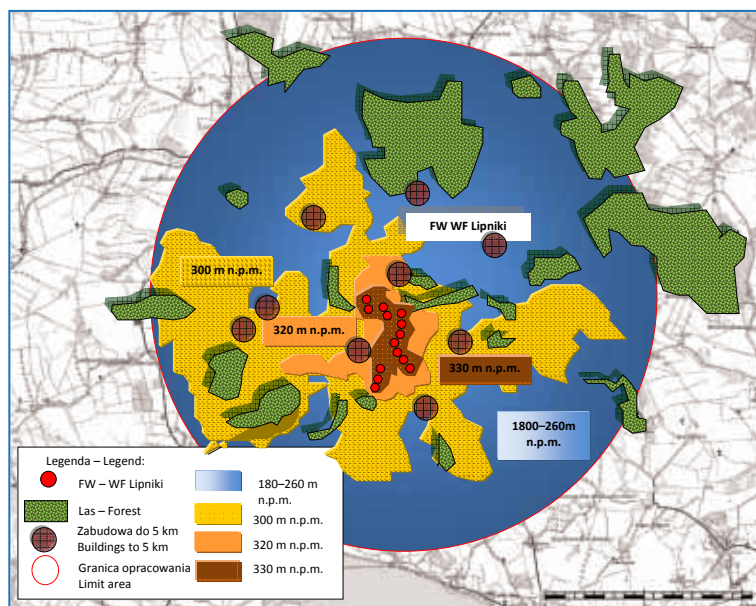 FW WF Lipniki
300 m n.p.m.
320 m n.p.m.
330 m n.p.m.
1800–260m
n.p.m.
Legenda – Legend:
FW – WF Lipniki
Las – Forest
Zabudowa do 5 km
Buildings to 5 km
Granica opracowania
Limit area
180–260 m
n.p.m.
300 m n.p.m.
320 m n.p.m.
330 m n.p.m.